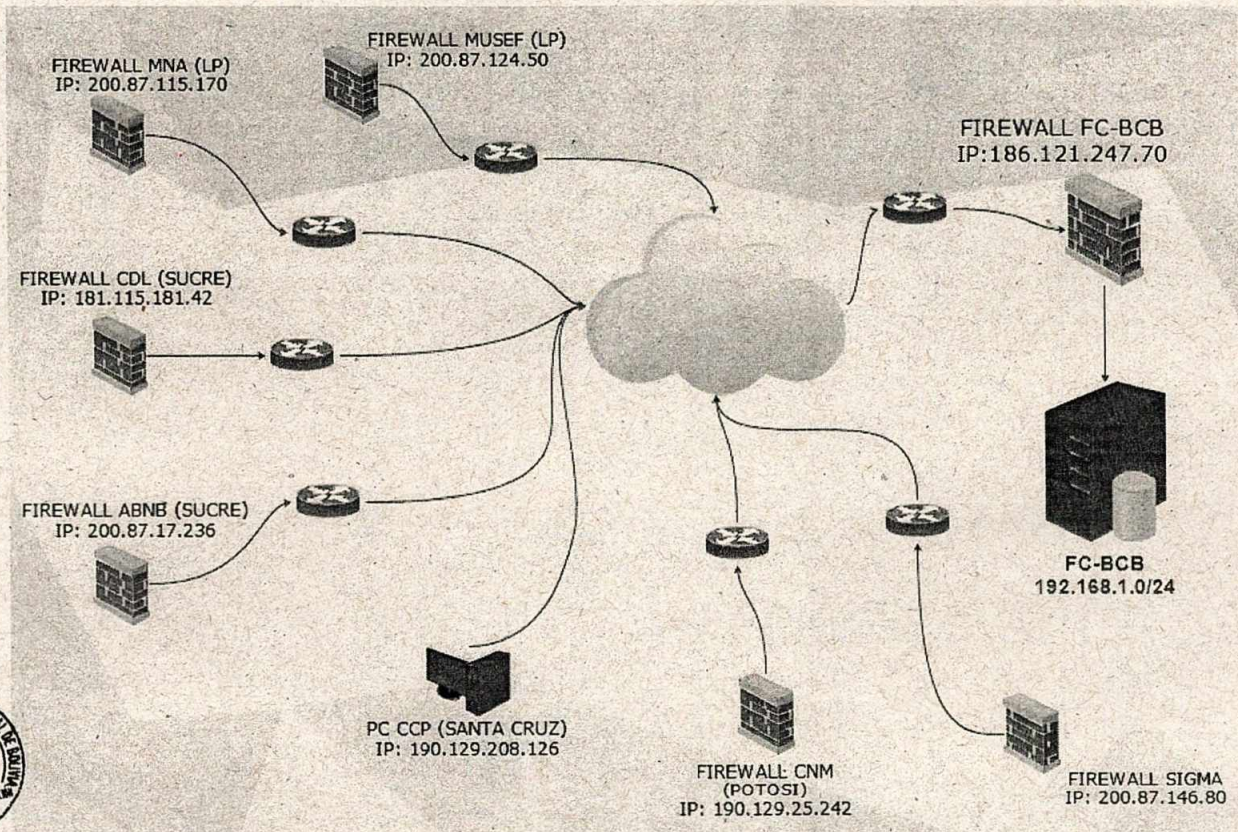 FIREWALL MUSEF (LP)
IP: 200.87.124.50
FIREWALL MNA (LP)
IP: 200.87.115.170
FIREWALL FC-BCB
IP:186.121.247.70
FIREWALL CDL (SUCRE)
IP: 181.115.181.42
FIREWALL ABNB (SUCRE)
IP: 200.87.17.236
FC-BCB
192.168.1.0/24
PC CCP (SANTA CRUZ)
IP: 190.129.208.126
FIREWALL CNM
(POTOSI)
IP: 190.129.25.242
FIREWALL SIGMA
IP: 200.87.146.80
DE BOLIVIA